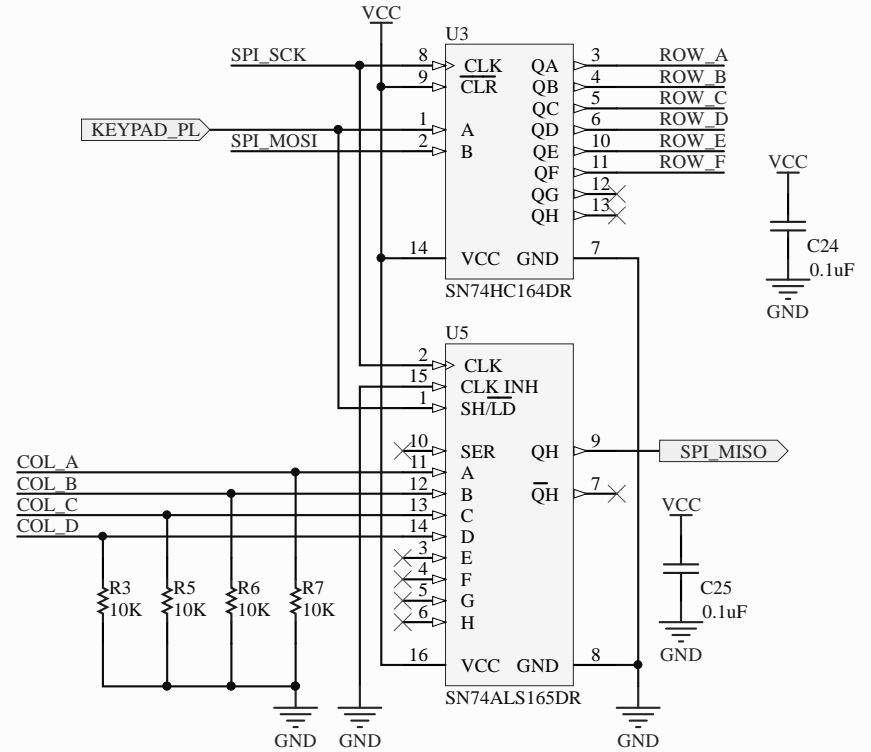 VCC
U3
SPI_SCK 8 CLK QA 3 ROW_A
9 CLR QB 4 ROW_B
QC 5 ROW_C
KEYPAD_PL 1 A QD 6 ROW_D
SPI_MOSI 2 B QE 10 ROW_E
QF 11 ROW_F
QG 12
QH 13
14 VCC GND 7
SN74HC164DR
VCC
C24
0.1uF
GND
U5
2 CLK
15 CLK INH
1 SH/LD
10 SER QH 9 SPI_MISO
COL_A 11 A
COL_B 12 B QH 7
COL_C 13 C
COL_D 14 D
3 E
4 F
5 G
6 H
16 VCC GND 8
SN74ALS165DR
R3 R5 R6 R7
10K 10K 10K 10K
VCC
C25
0.1uF
GND
GND GND GND